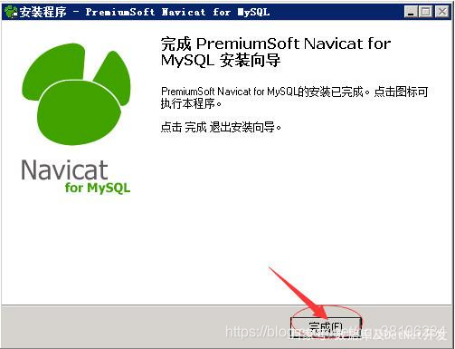 安装程序 - PremiumSoft Navicat for MySQL
完成 PremiumSoft Navicat for
MySQL 安装向导
PremiumSoft Navicat for MySQL的安装已完成。点击图标可
执行本程序。
点击 完成 退出安装向导。
Navicat
for MySQL
完成(F)